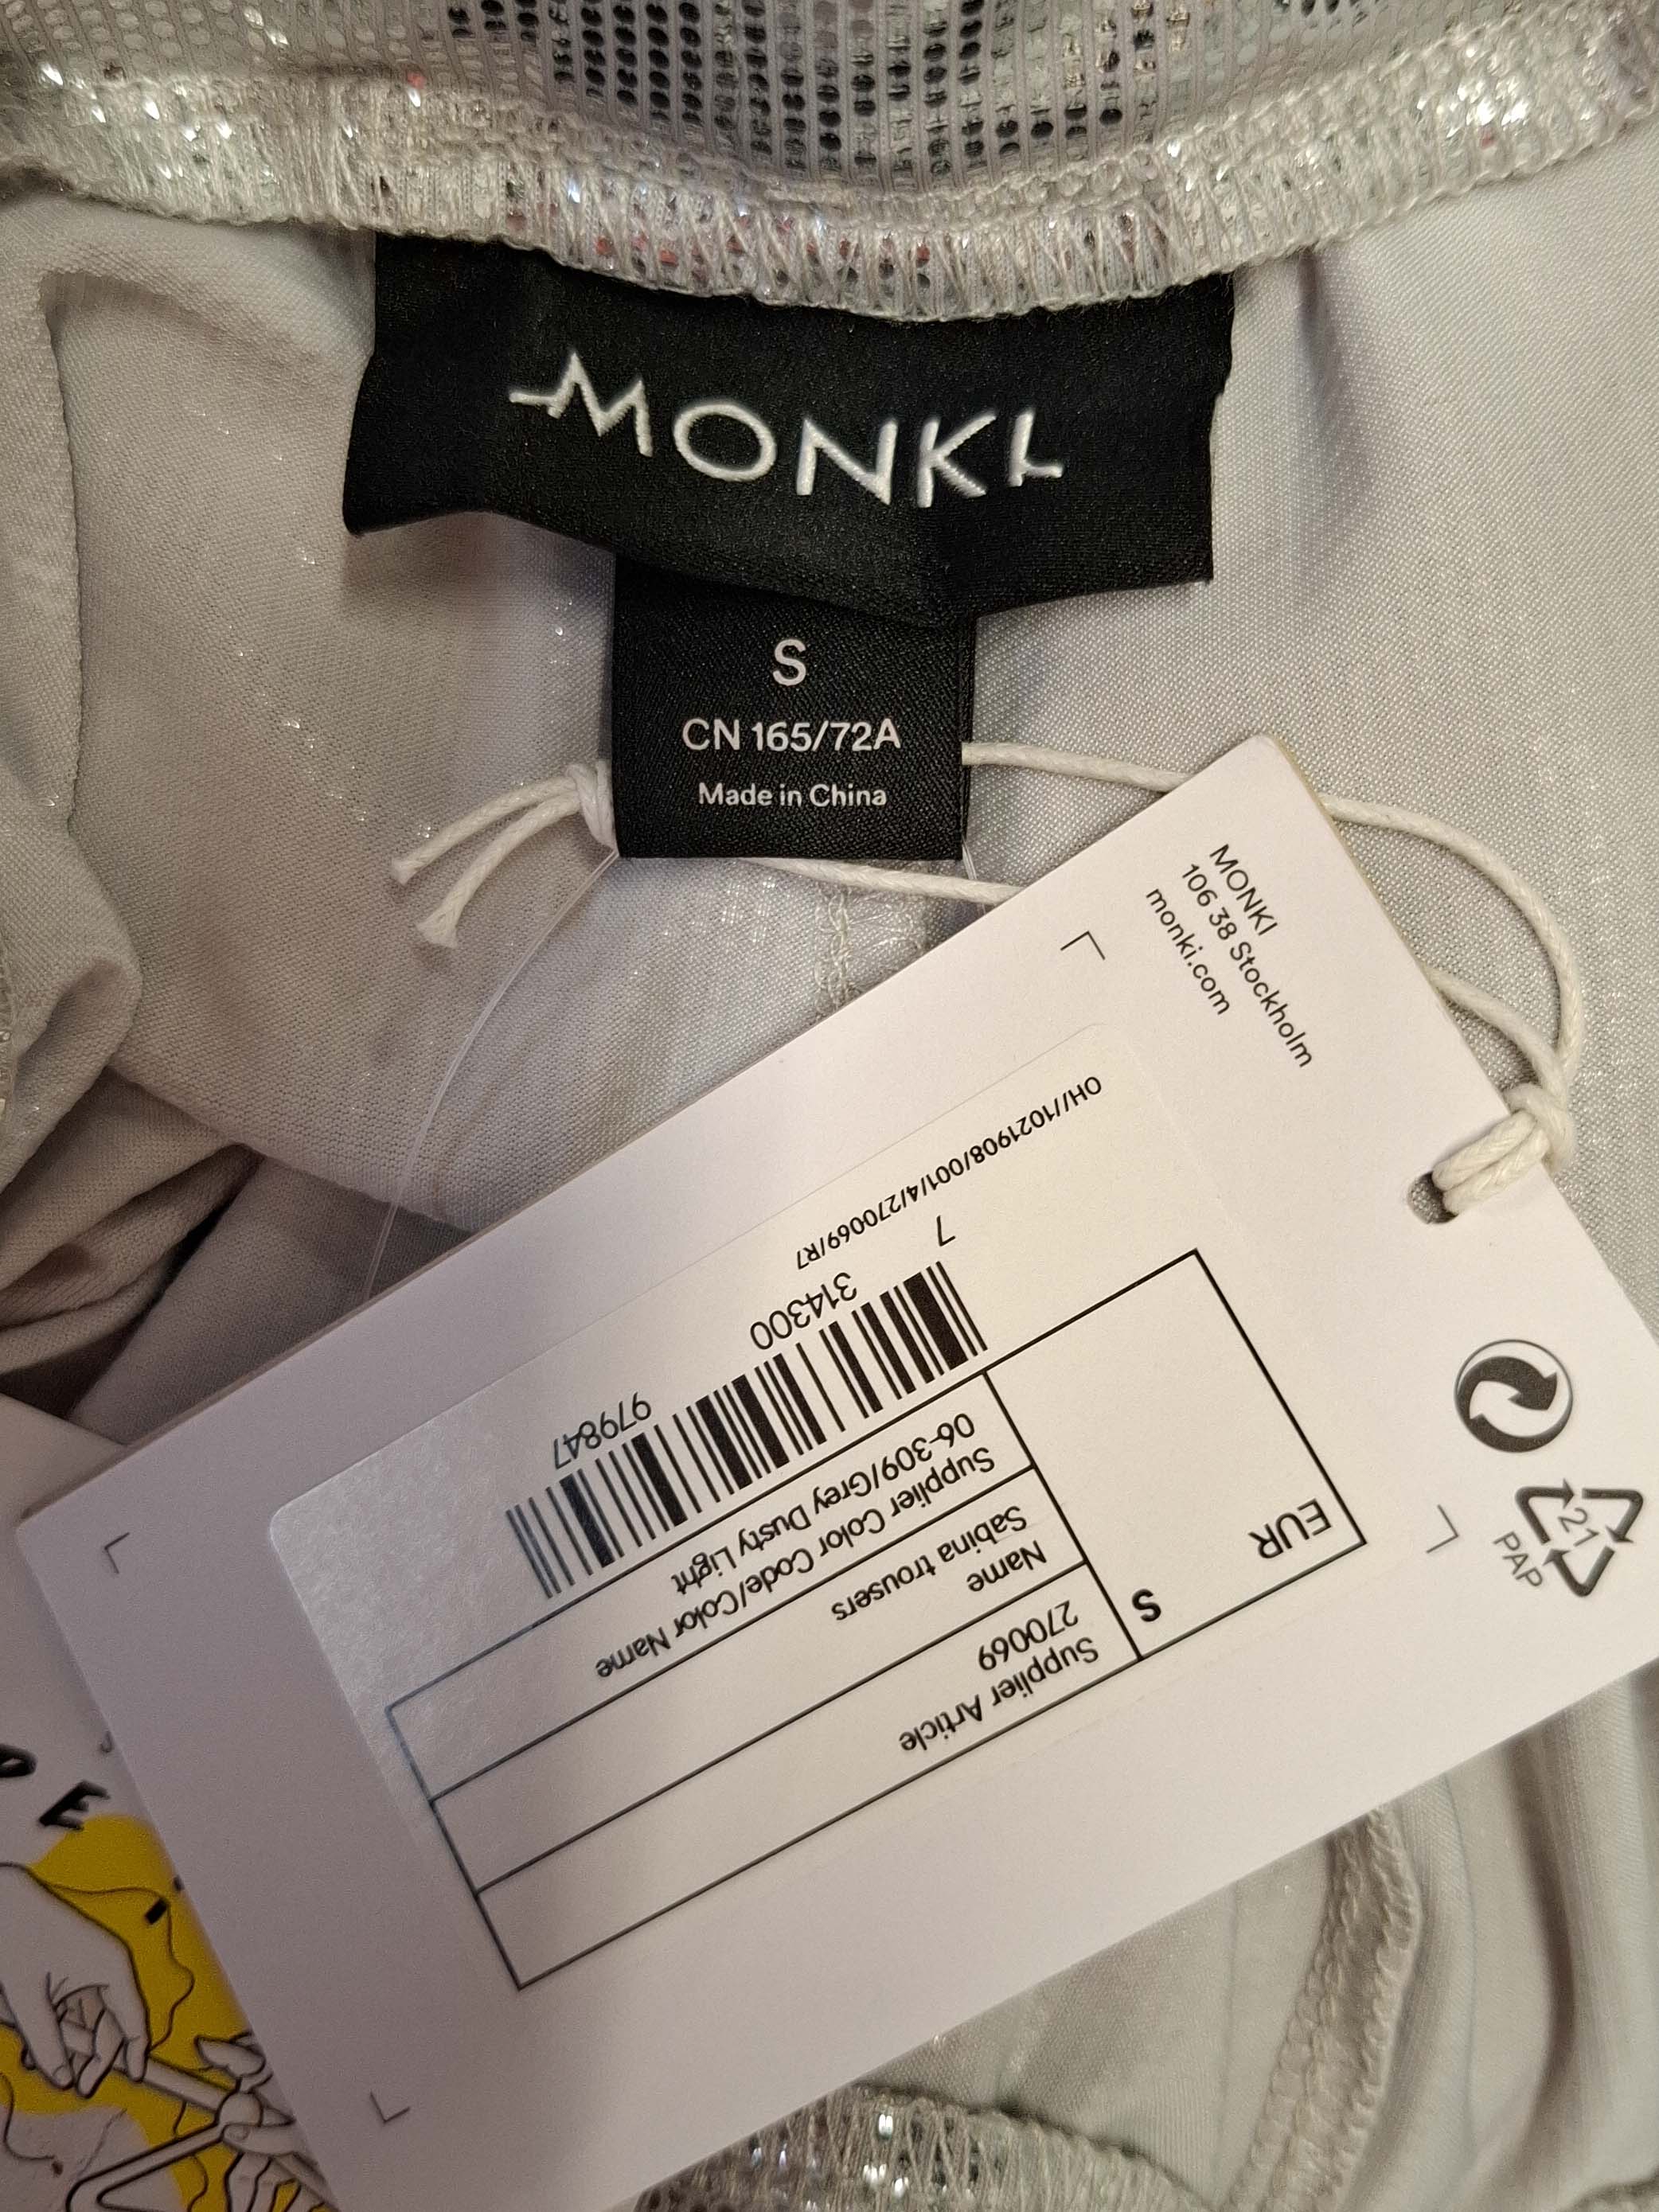 MONKI
S
CN 165/72A
Made in China
MONKI
106 38 Stockholm
monki.com
OH//1021908/001/4/270069/R7
7 314300 979847
EUR
S
Supplier Article
270069
Name
Sabina trousers
Supplier Color Code/Color Name
06-309/Grey Dusty Light
21
PAP